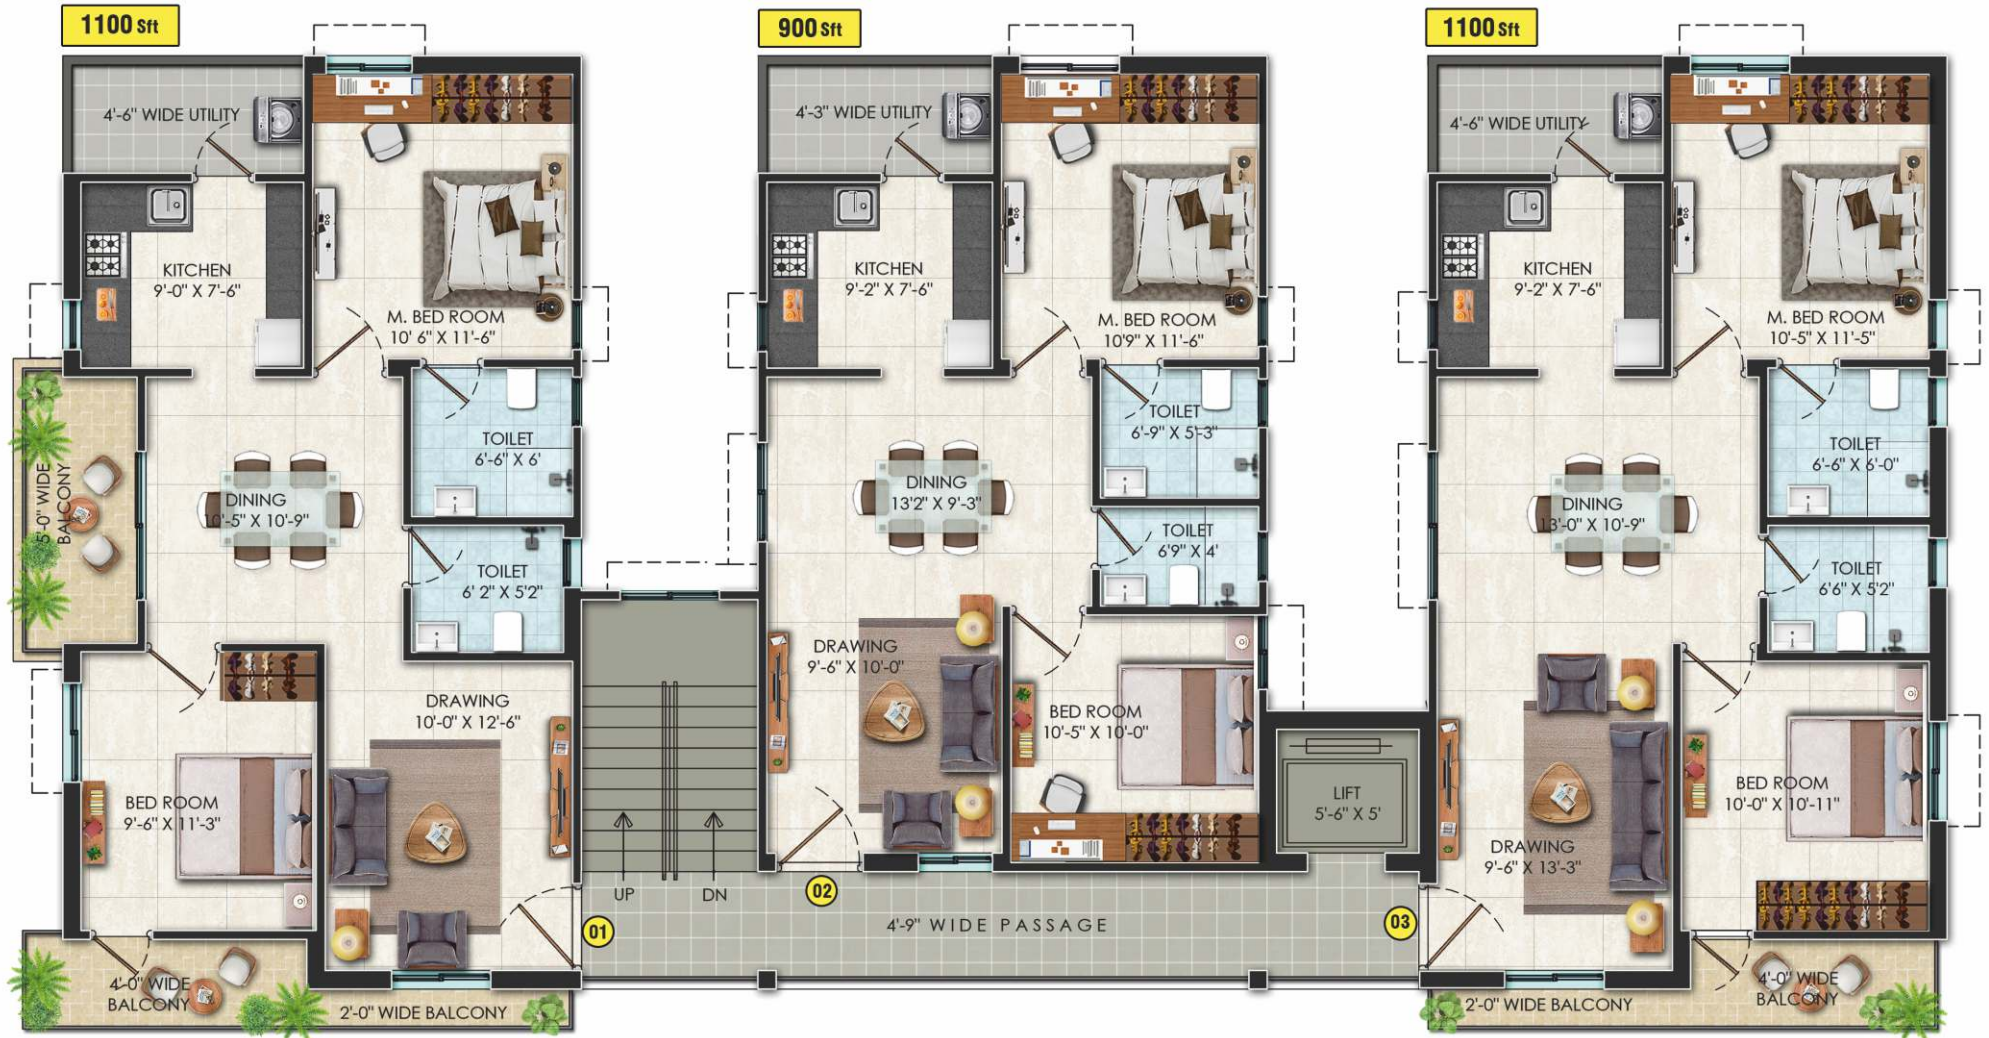 1100 Sft
4'-6" WIDE UTILITY
KITCHEN
9'-0" X 7'-6"
M. BED ROOM
10' 6" X 11'-6"
TOILET
6'-6" X 6'
5'-0" WIDE
BALCONY
DINING
10'-5" X 10'-9"
TOILET
6' 2" X 5'2"
DRAWING
10'-0" X 12'-6"
BED ROOM
9'-6" X 11'-3"
4'-0" WIDE
BALCONY
2'-0" WIDE BALCONY
01
UP
DN
900 Sft
4'-3" WIDE UTILITY
KITCHEN
9'-2" X 7'-6"
M. BED ROOM
10'9" X 11'-6"
TOILET
6'-9" X 5'-3"
DINING
13'2" X 9'-3"
TOILET
6'9" X 4'
DRAWING
9'-6" X 10'-0"
BED ROOM
10'-5" X 10'-0"
02
4'-9" WIDE PASSAGE
LIFT
5'-6" X 5'
03
1100 Sft
4'-6" WIDE UTILITY
KITCHEN
9'-2" X 7'-6"
M. BED ROOM
10'-5" X 11'-5"
TOILET
6'-6" X 6'-0"
DINING
13'-0" X 10'-9"
TOILET
6'6" X 5'2"
BED ROOM
10'-0" X 10'-11"
DRAWING
9'-6" X 13'-3"
2'-0" WIDE BALCONY
4'-0" WIDE
BALCONY